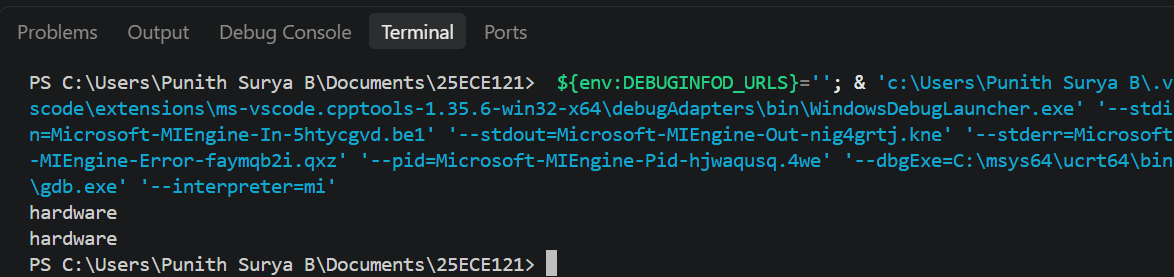 Problems Output Debug Console Terminal Ports
PS C:\Users\Punith Surya B\Documents\25ECE121>  ${env:DEBUGINFOD_URLS}=''; & 'c:\Users\Punith Surya B\.v
scode\extensions\ms-vscode.cpptools-1.35.6-win32-x64\debugAdapters\bin\WindowsDebugLauncher.exe' '--stdi
n=Microsoft-MIEngine-In-5htycgvd.be1' '--stdout=Microsoft-MIEngine-Out-nig4grtj.kne' '--stderr=Microsoft
-MIEngine-Error-faymqb2i.qxz' '--pid=Microsoft-MIEngine-Pid-hjwaqusq.4we' '--dbgExe=C:\msys64\ucrt64\bin
\gdb.exe' '--interpreter=mi'
hardware
hardware
PS C:\Users\Punith Surya B\Documents\25ECE121>